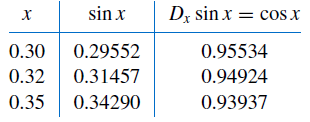 x sin x Dₓ sin x = cos x
0.30 0.29552 0.95534
0.32 0.31457 0.94924
0.35 0.34290 0.93937